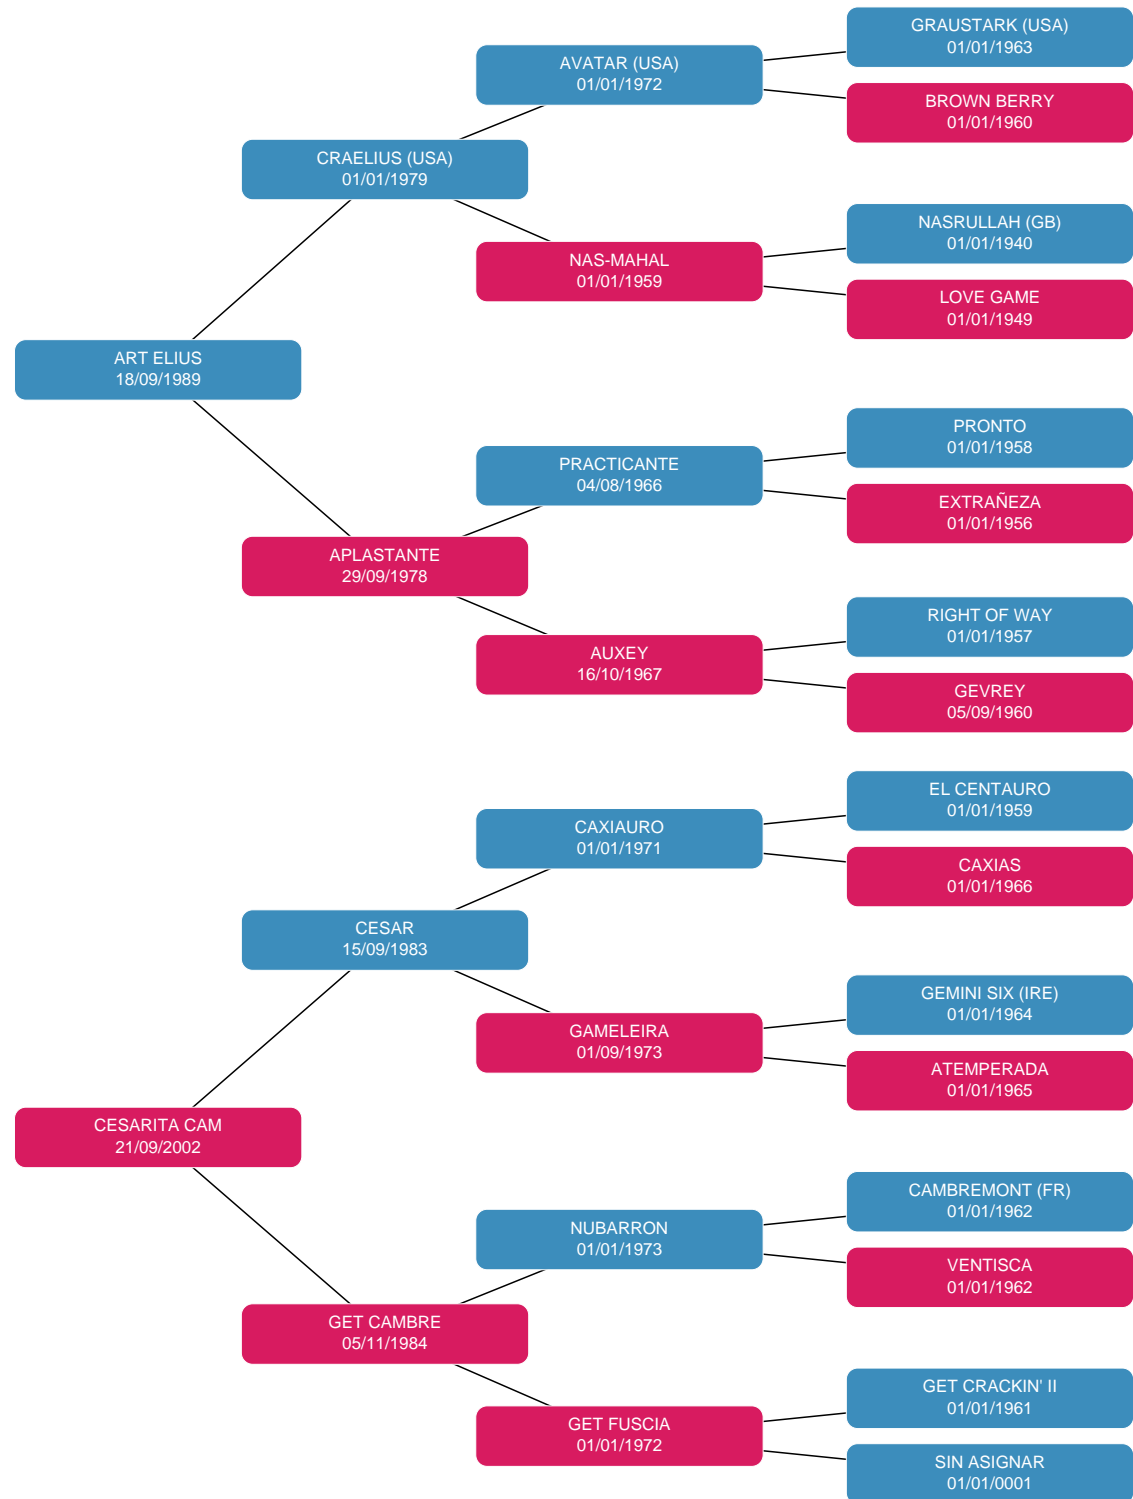 GRAUSTARK (USA)
01/01/1963
AVATAR (USA)
01/01/1972
BROWN BERRY
01/01/1960
CRAELIUS (USA)
01/01/1979
NASRULLAH (GB)
01/01/1940
NAS-MAHAL
01/01/1959
LOVE GAME
01/01/1949
ART ELIUS
18/09/1989
PRONTO
01/01/1958
PRACTICANTE
04/08/1966
EXTRAÑEZA
01/01/1956
APLASTANTE
29/09/1978
RIGHT OF WAY
01/01/1957
AUXEY
16/10/1967
GEVREY
05/09/1960
EL CENTAURO
01/01/1959
CAXIAURO
01/01/1971
CAXIAS
01/01/1966
CESAR
15/09/1983
GEMINI SIX (IRE)
01/01/1964
GAMELEIRA
01/09/1973
ATEMPERADA
01/01/1965
CESARITA CAM
21/09/2002
CAMBREMONT (FR)
01/01/1962
NUBARRON
01/01/1973
VENTISCA
01/01/1962
GET CAMBRE
05/11/1984
GET CRACKIN' II
01/01/1961
GET FUSCIA
01/01/1972
SIN ASIGNAR
01/01/0001